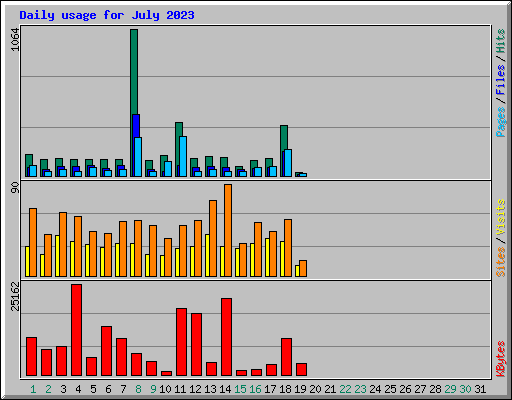 Daily usage for July 2023
1064
Pages/Files/Hits
90
Sites/Visits
25162
KBytes
1 2 3 4 5 6 7 8 9 10 11 12 13 14 15 16 17 18 19 20 21 22 23 24 25 26 27 28 29 30 31